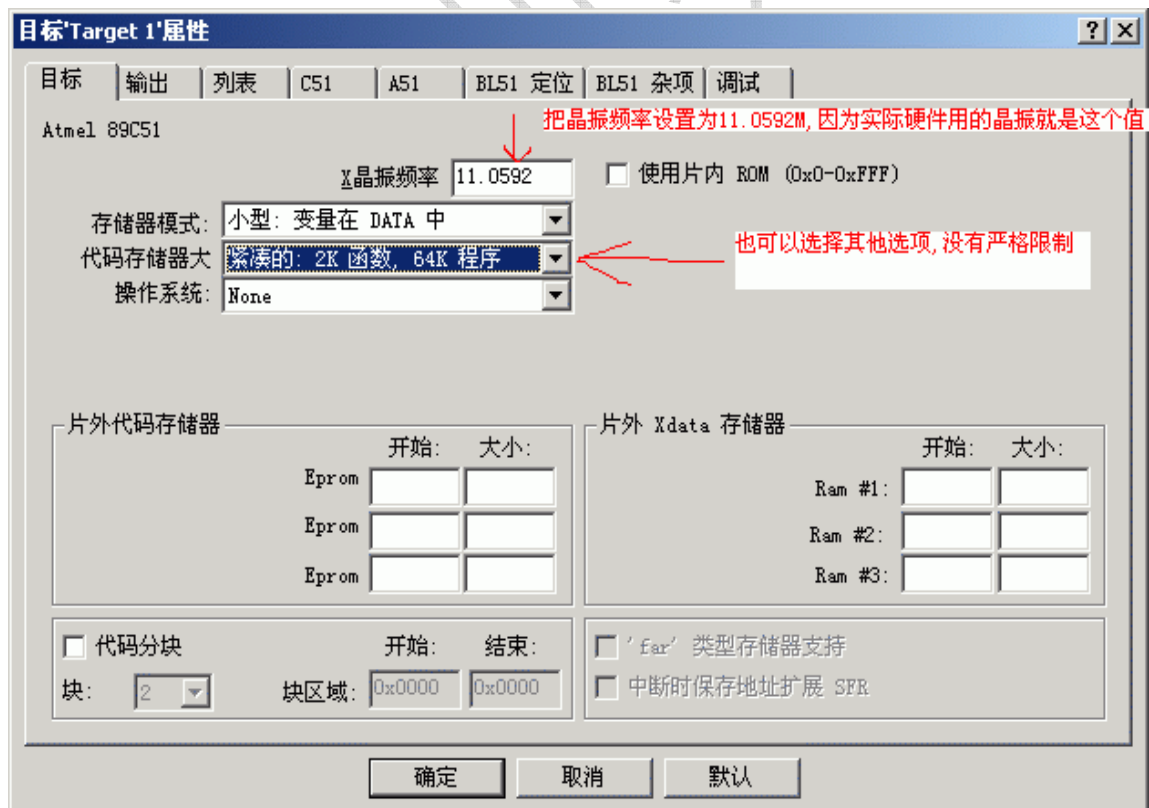 目标'Target 1'属性
目标 输出 列表 C51 A51 BL51 定位 BL51 杂项 调试
把晶振频率设置为11.0592M,因为实际硬件用的晶振就是这个值
Atmel 89C51
X晶振频率 11.0592 使用片内 ROM (0x0-0xFFF)
存储器模式: 小型: 变量在 DATA 中
也可以选择其他选项,没有严格限制
代码存储器大 紧凑的: 2K 函数, 64K 程序
操作系统: None
片外代码存储器
开始: 大小:
Eprom
Eprom
Eprom
片外 Xdata 存储器
开始: 大小:
Ram #1:
Ram #2:
Ram #3:
代码分块 开始: 结束:
块: 2 块区域: 0x0000 0x0000
'far' 类型存储器支持
中断时保存地址扩展 SFR
确定 取消 默认